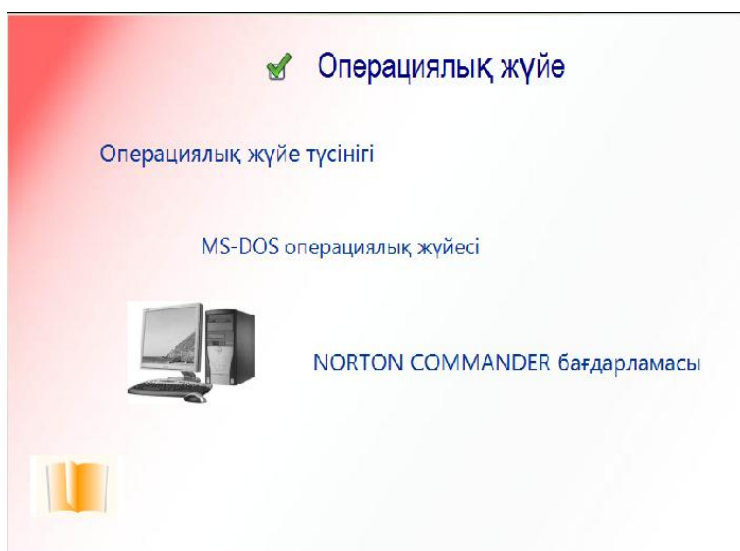 Операциялық жүйе
Операциялық жүйе түсінігі
MS-DOS операциялық жүйесі
NORTON COMMANDER бағдарламасы